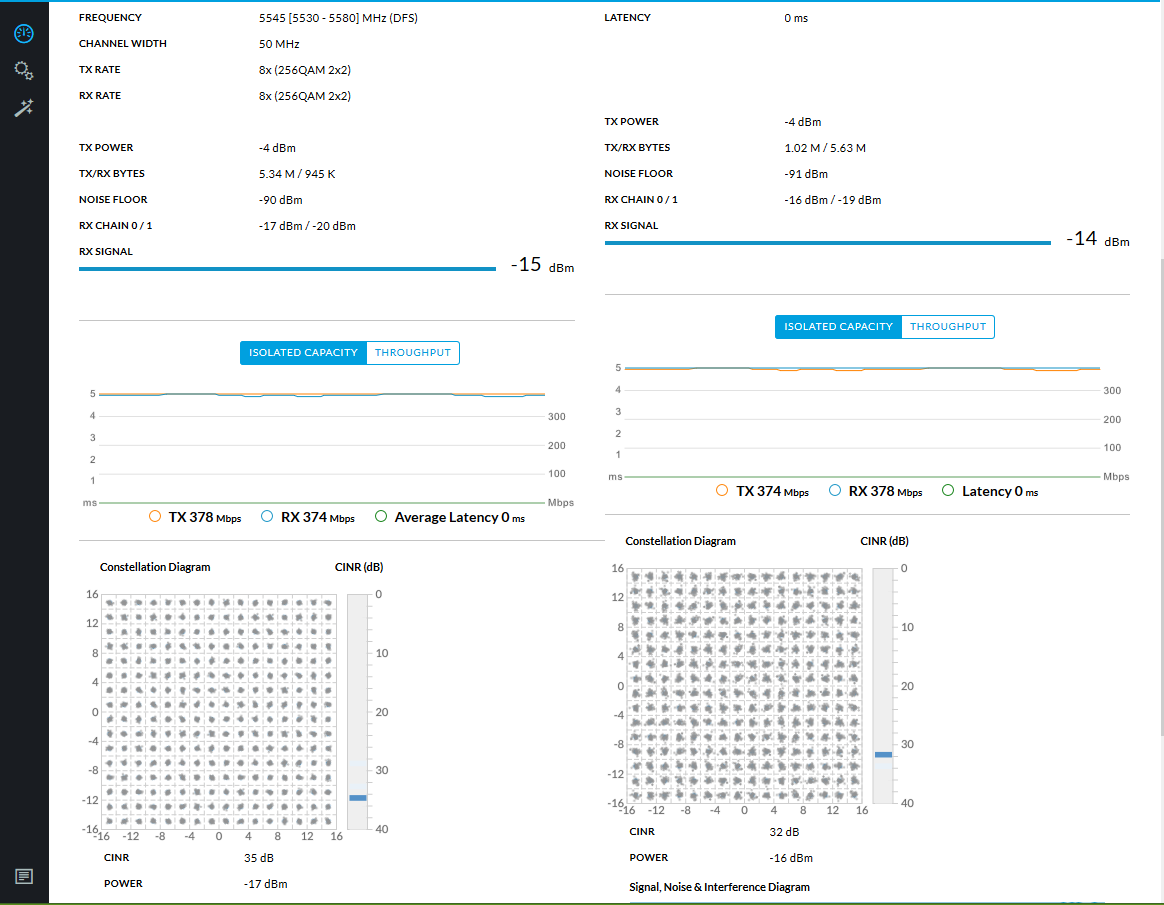 FREQUENCY 5545 [5530 - 5580] MHz (DFS)
CHANNEL WIDTH 50 MHz
TX RATE 8x (256QAM 2x2)
RX RATE 8x (256QAM 2x2)
TX POWER -4 dBm
TX/RX BYTES 5.34 M / 945 K
NOISE FLOOR -90 dBm
RX CHAIN 0 / 1 -17 dBm / -20 dBm
RX SIGNAL
-15 dBm
ISOLATED CAPACITY THROUGHPUT
5
4 300
3
200
2
1 100
ms Mbps
TX 378 Mbps RX 374 Mbps Average Latency 0 ms
Constellation Diagram CINR (dB)
16 0
12
8 10
4
0 20
-4
-8 30
-12
-16 40
-16 -12 -8 -4 0 4 8 12 16
CINR 35 dB
POWER -17 dBm
LATENCY 0 ms
TX POWER -4 dBm
TX/RX BYTES 1.02 M / 5.63 M
NOISE FLOOR -91 dBm
RX CHAIN 0 / 1 -16 dBm / -19 dBm
RX SIGNAL
-14 dBm
ISOLATED CAPACITY THROUGHPUT
5
4 300
3
200
2
1 100
ms Mbps
TX 374 Mbps RX 378 Mbps Latency 0 ms
Constellation Diagram CINR (dB)
16 0
12
8 10
4
0 20
-4
-8 30
-12
-16 40
-16 -12 -8 -4 0 4 8 12 16
CINR 32 dB
POWER -16 dBm
Signal, Noise & Interference Diagram